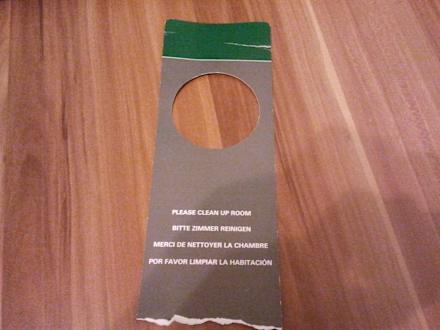 PLEASE CLEAN UP ROOM
BITTE ZIMMER REINIGEN
MERCI DE NETTOYER LA CHAMBRE
POR FAVOR LIMPIAR LA HABITACIÓN